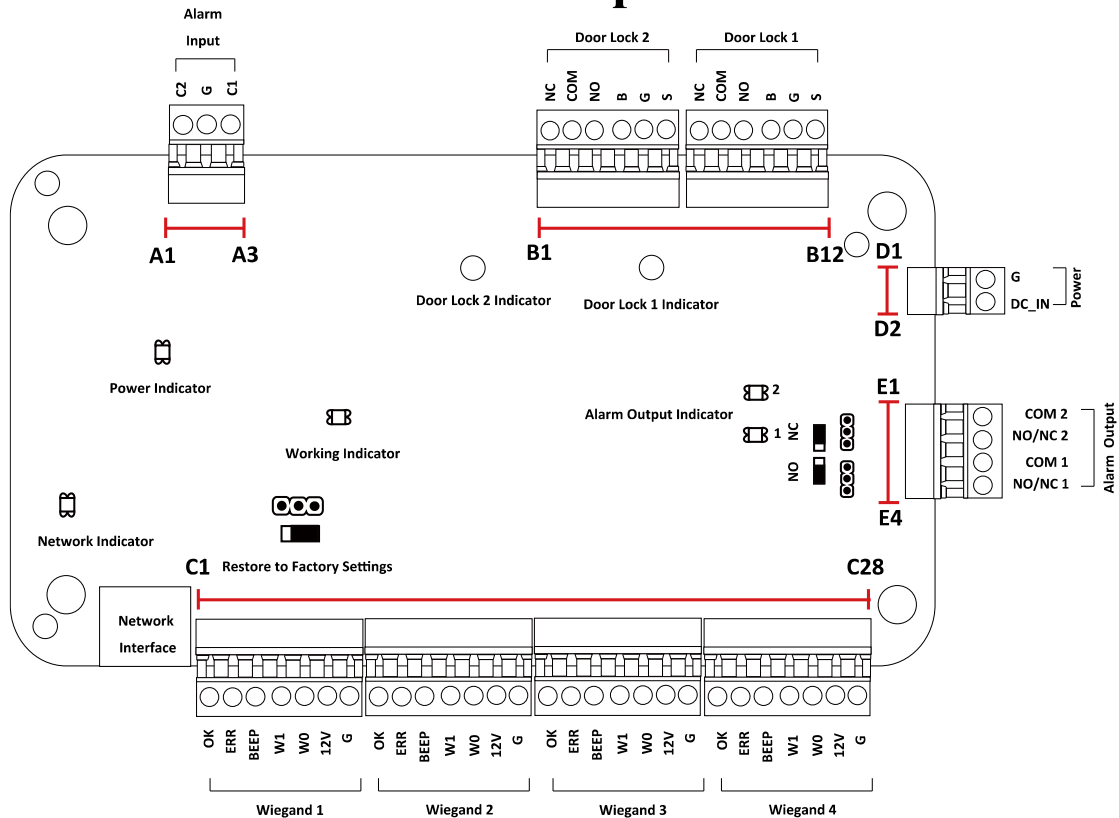 p
Alarm
Input
C2 G C1
Door Lock 2
NC COM NO B G S
Door Lock 1
NC COM NO B G S
A1 A3
B1 B12
D1
D2
G
DC_IN
Power
Door Lock 2 Indicator
Door Lock 1 Indicator
Power Indicator
Working Indicator
Network Indicator
Alarm Output Indicator
2
1
NC
NO
E1
E4
COM 2
NO/NC 2
COM 1
NO/NC 1
Alarm Output
Restore to Factory Settings
C1 C28
Network
Interface
OK ERR BEEP W1 W0 12V G
OK ERR BEEP W1 W0 12V G
OK ERR BEEP W1 W0 12V G
OK ERR BEEP W1 W0 12V G
Wiegand 1 Wiegand 2 Wiegand 3 Wiegand 4